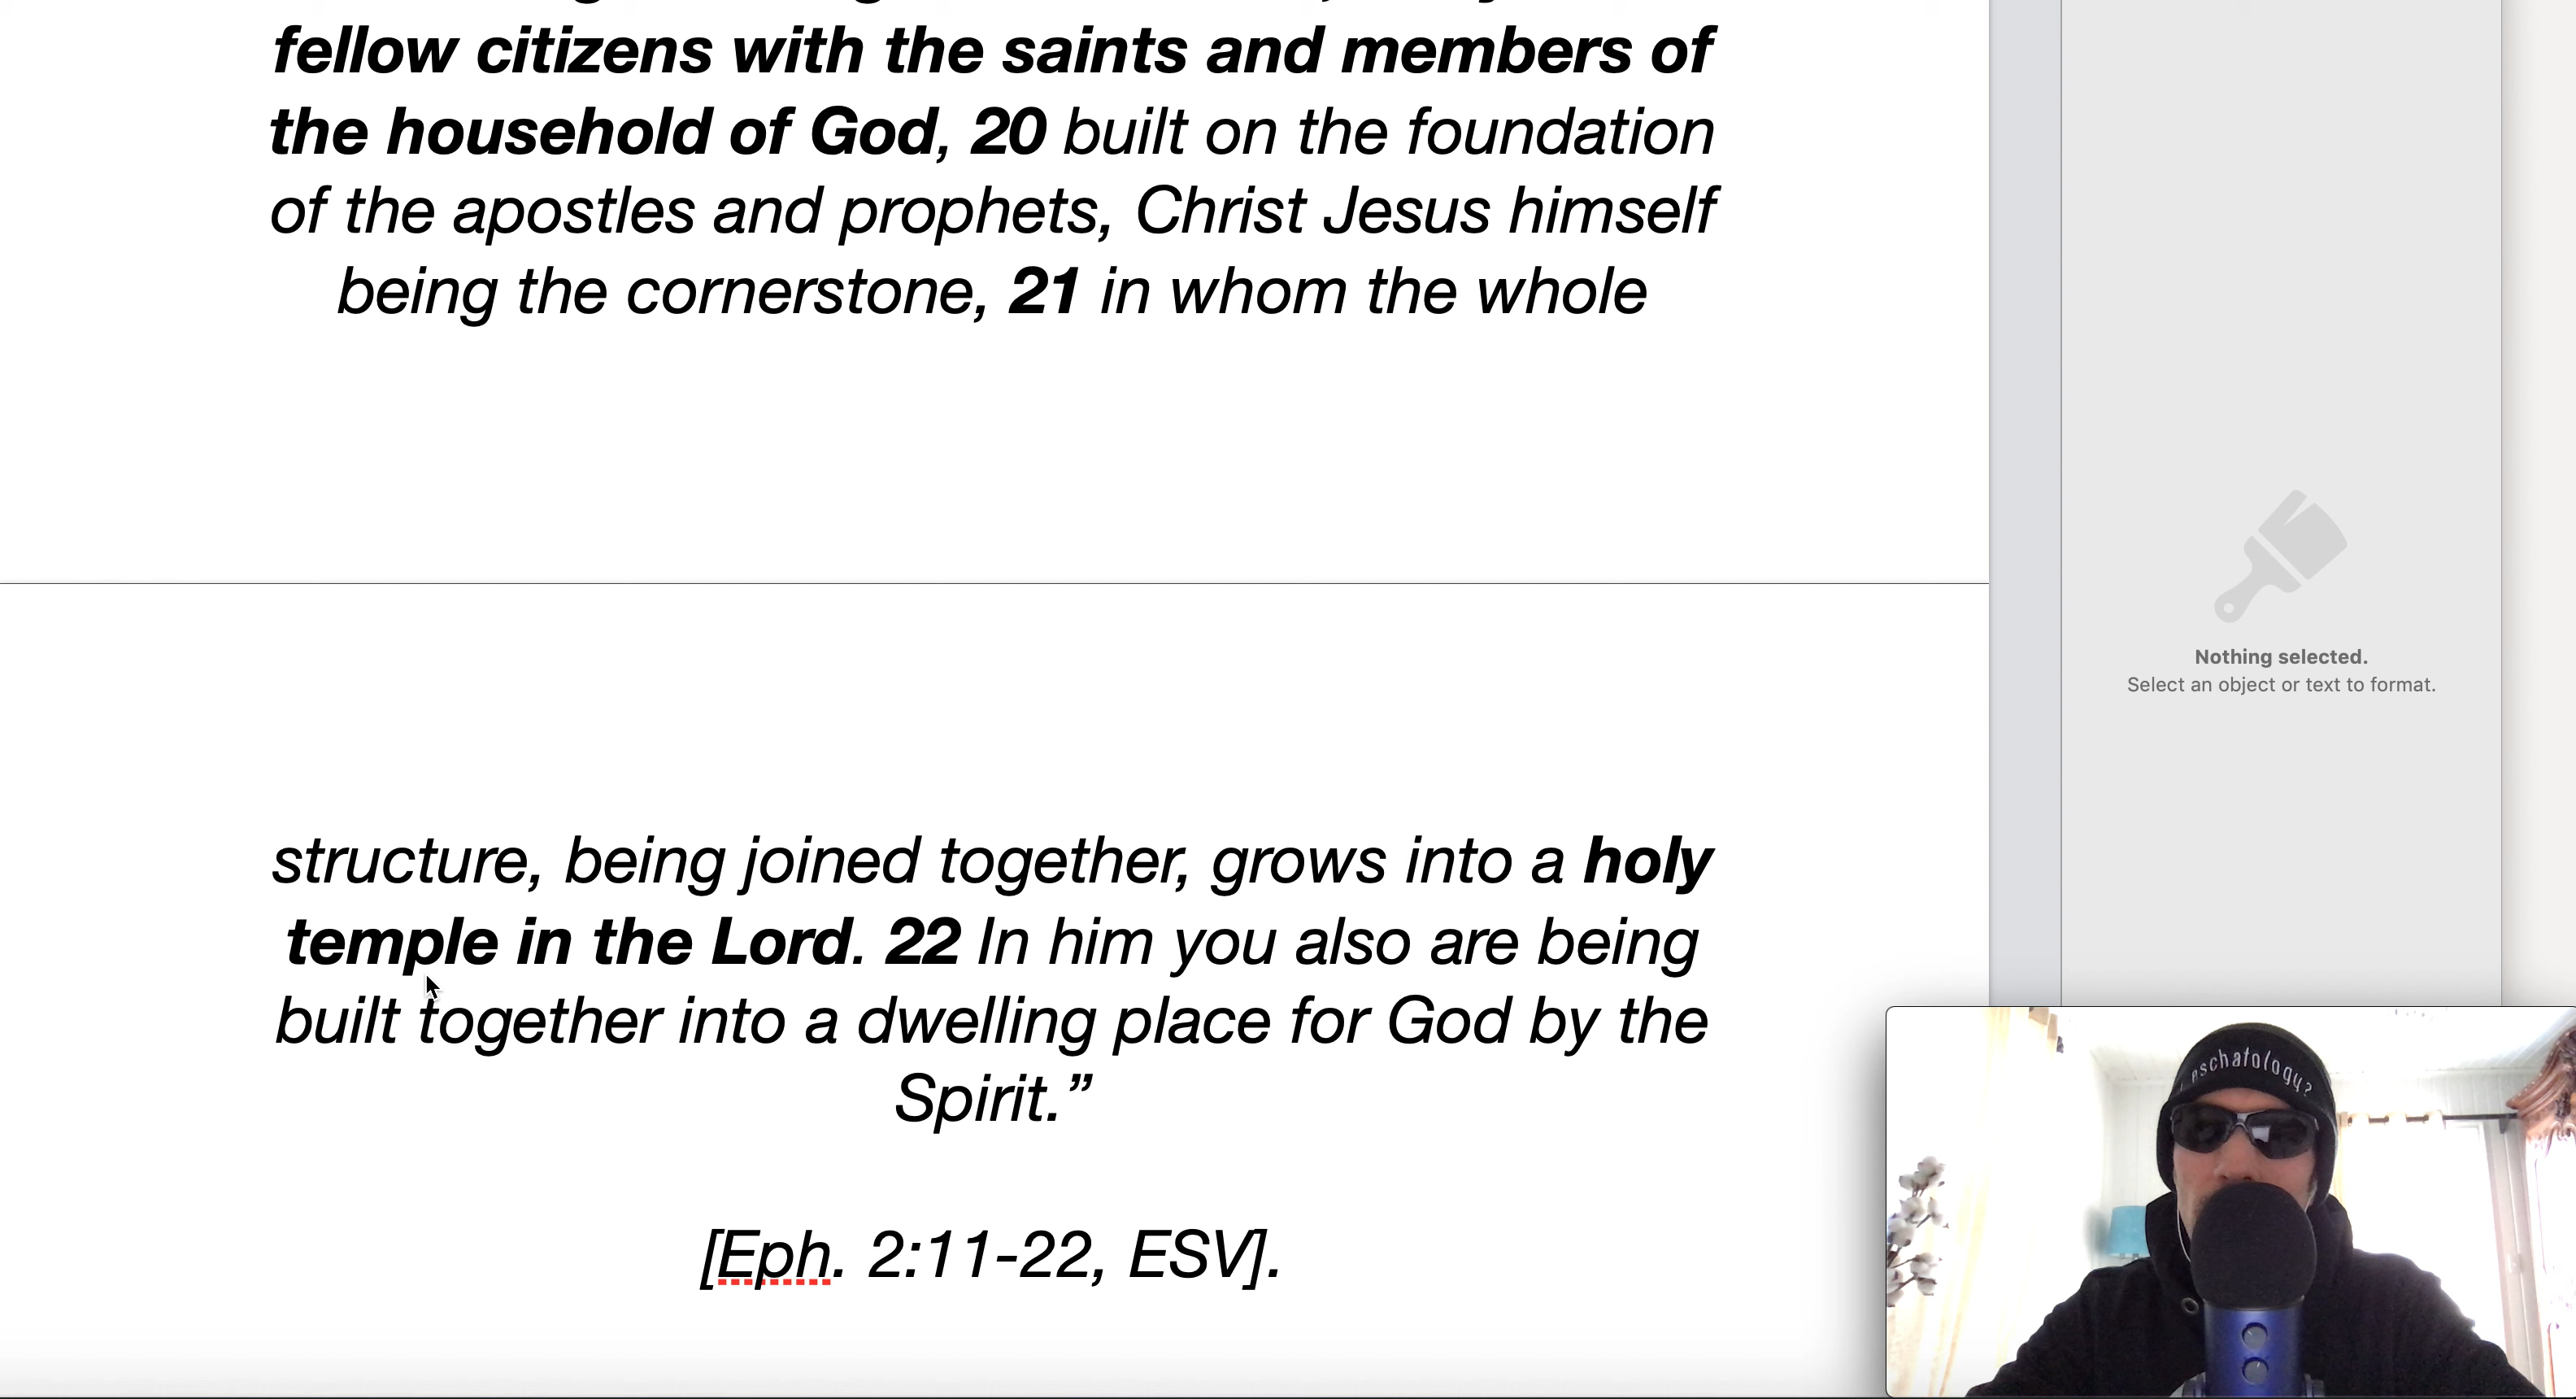 fellow citizens with the saints and members of
the household of God, 20 built on the foundation
of the apostles and prophets, Christ Jesus himself
being the cornerstone, 21 in whom the whole
structure, being joined together, grows into a holy
temple in the Lord. 22 In him you also are being
built together into a dwelling place for God by the
Spirit.”
[Eph. 2:11-22, ESV].
Nothing selected.
Select an object or text to format.
eschatology?